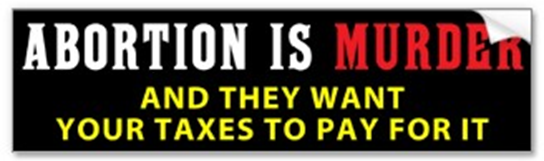 ABORTION IS MURDER
AND THEY WANT
YOUR TAXES TO PAY FOR IT